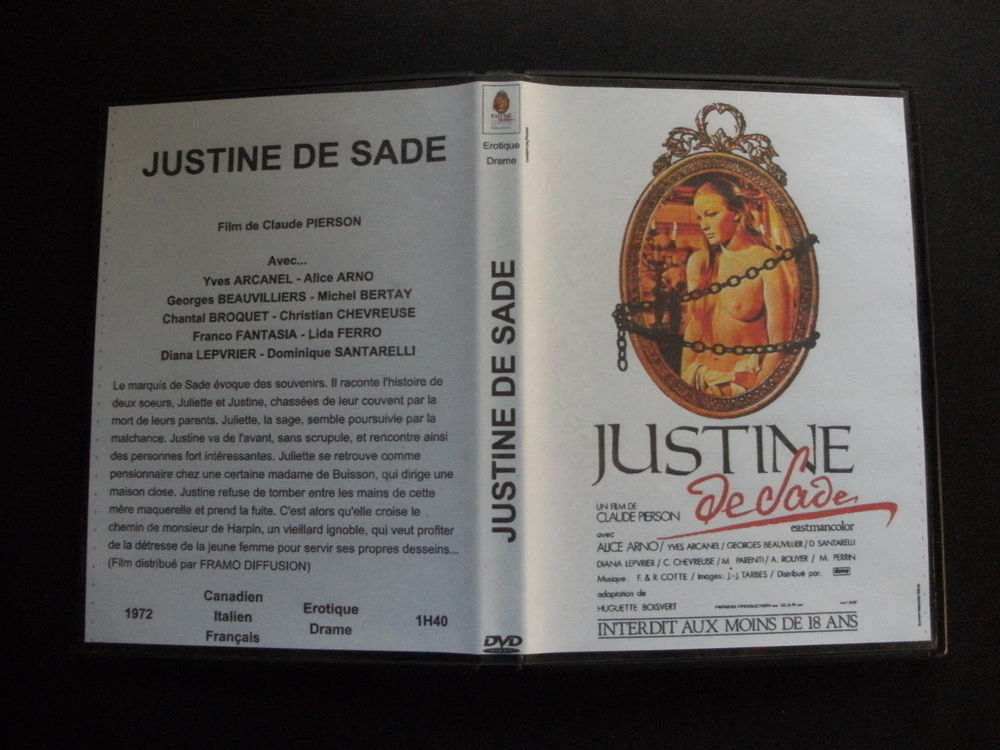 JUSTINE DE SADE
Film de Claude PIERSON
Avec...
Yves ARCANEL - Alice ARNO
Georges BEAUVILLIERS - Michel BERTAY
Chantal BROQUET - Christian CHEVREUSE
Franco FANTASIA - Lida FERRO
Diana LEPVRIER - Dominique SANTARELLI
Le marquis de Sade évoque des souvenirs. Il raconte l'histoire de
deux soeurs, Juliette et Justine, chassées de leur couvent par la
mort de leurs parents. Juliette, la sage, semble poursuivie par la
malchance. Justine va de l'avant, sans scrupule, et rencontre ainsi
des personnes fort intéressantes. Juliette se retrouve comme
pensionnaire chez une certaine madame de Buisson, qui dirige une
maison close. Justine refuse de tomber entre les mains de cette
mère maquerelle et prend la fuite. C'est alors qu'elle croise le
chemin de monsieur de Harpin, un vieillard ignoble, qui veut profiter
de la détresse de la jeune femme pour servir ses propres desseins...
(Film distribué par FRAMO DIFFUSION)
1972
Canadien
Italien
Français
Erotique
Drame
1H40
Erotique
Drame
JUSTINE DE SADE
DVD
VIDEO
JUSTINE
de Sade
UN FILM DE
CLAUDE PIERSON
eastmancolor
avec
ALICE ARNO / YVES ARCANEL / GEORGES BEAUVILLIER / D. SANTARELLI
DIANA LEPVRIER / C. CHEVREUSE / M. PARENTI / A. ROUYER / M. PERRIN
Musique: F. & R. COTTE / Images: J.-J. TARBES / Distribué par:
adaptation de
HUGUETTE BOISVERT
PIERSON PRODUCTION
INTERDIT AUX MOINS DE 18 ANS